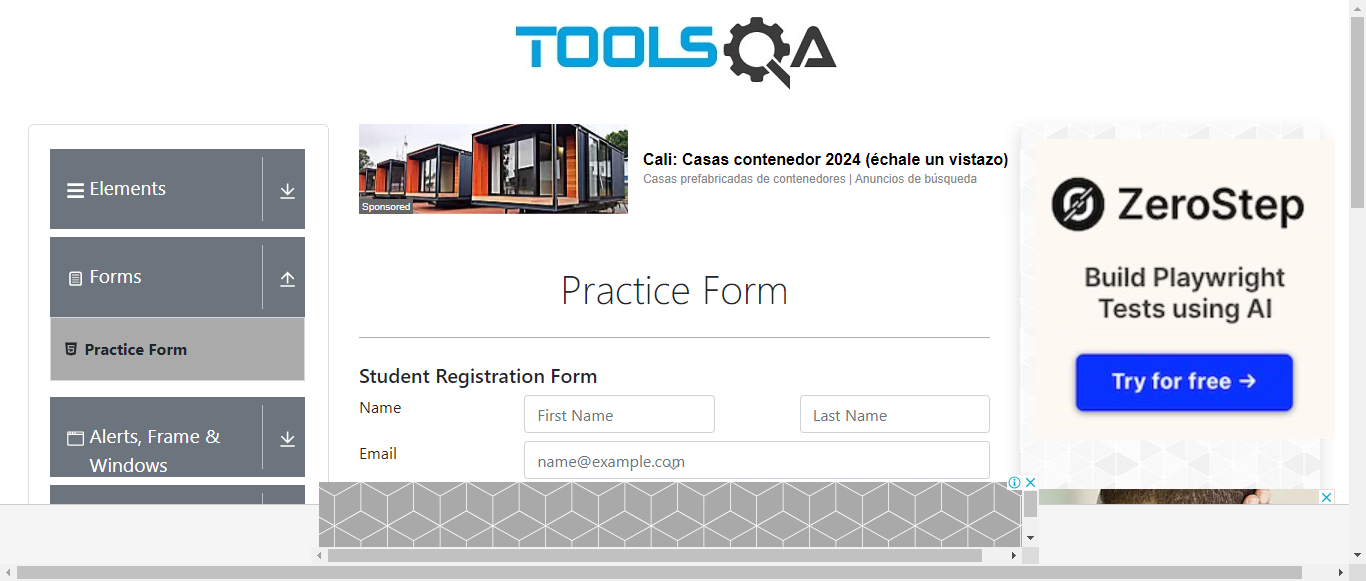 TOOLSQA
Elements
Forms
Practice Form
Alerts, Frame &
Windows
Sponsored
Cali: Casas contenedor 2024 (échale un vistazo)
Casas prefabricadas de contenedores | Anuncios de búsqueda
Practice Form
Student Registration Form
Name
First Name
Last Name
Email
name@example.com
ZeroStep
Build Playwright
Tests using AI
Try for free →